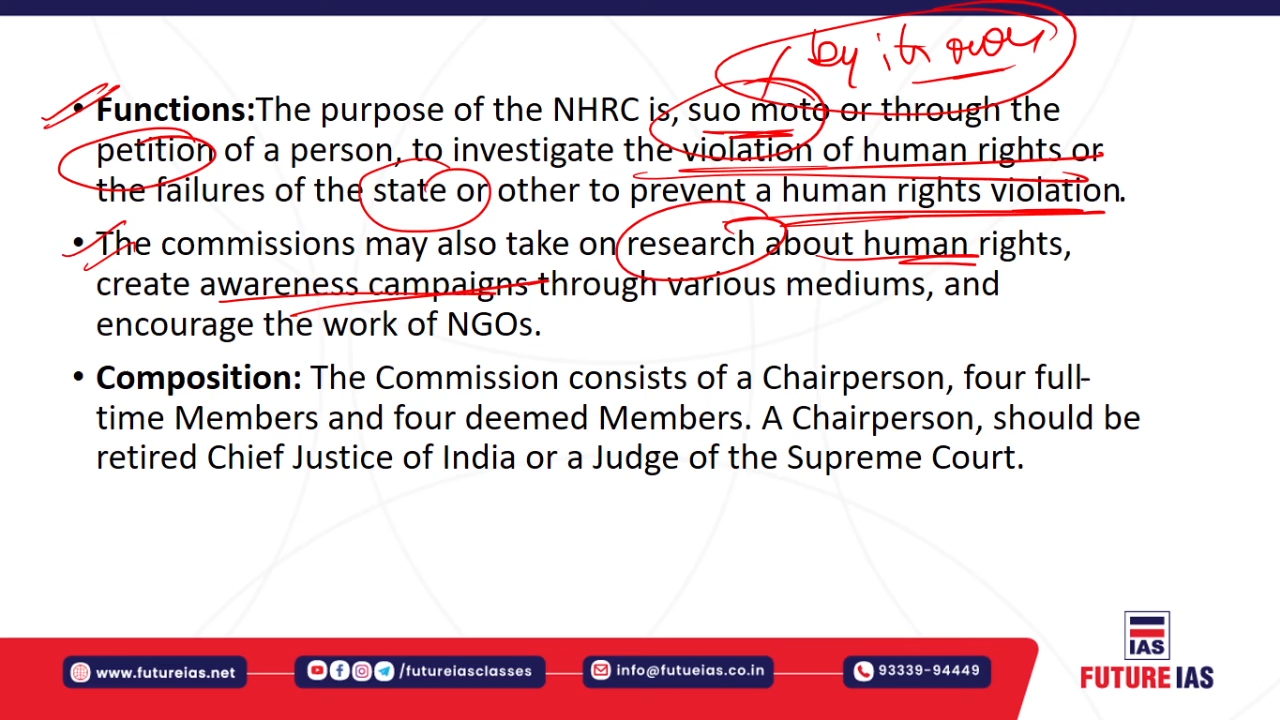 by its own
• Functions:The purpose of the NHRC is, suo moto or through the
petition of a person, to investigate the violation of human rights or
the failures of the state or other to prevent a human rights violation.
• The commissions may also take on research about human rights,
create awareness campaigns through various mediums, and
encourage the work of NGOs.
• Composition: The Commission consists of a Chairperson, four full-
time Members and four deemed Members. A Chairperson, should be
retired Chief Justice of India or a Judge of the Supreme Court.
IAS
www.futureias.net /futureiasclasses info@futueias.co.in 93339-94449
FUTURE IAS